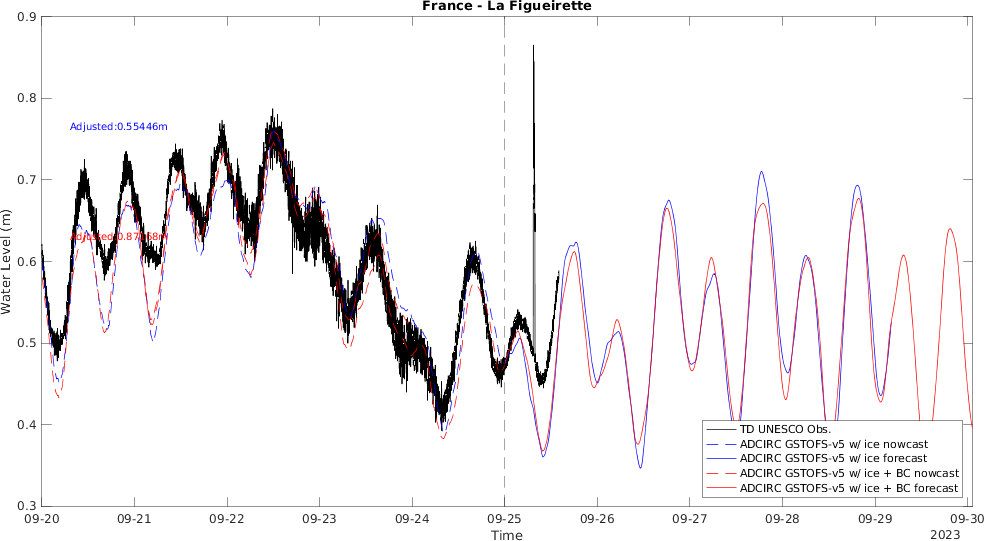 France - La Figueirette
0.9
0.8
0.7
0.6
0.5
0.4
0.3
Water Level (m)
Adjusted:0.55446m
TD UNESCO Obs.
ADCIRC GSTOFS-v5 w/ ice nowcast
ADCIRC GSTOFS-v5 w/ ice forecast
ADCIRC GSTOFS-v5 w/ ice + BC nowcast
ADCIRC GSTOFS-v5 w/ ice + BC forecast
09-20 09-21 09-22 09-23 09-24 09-25 09-26 09-27 09-28 09-29 09-30
Time
2023